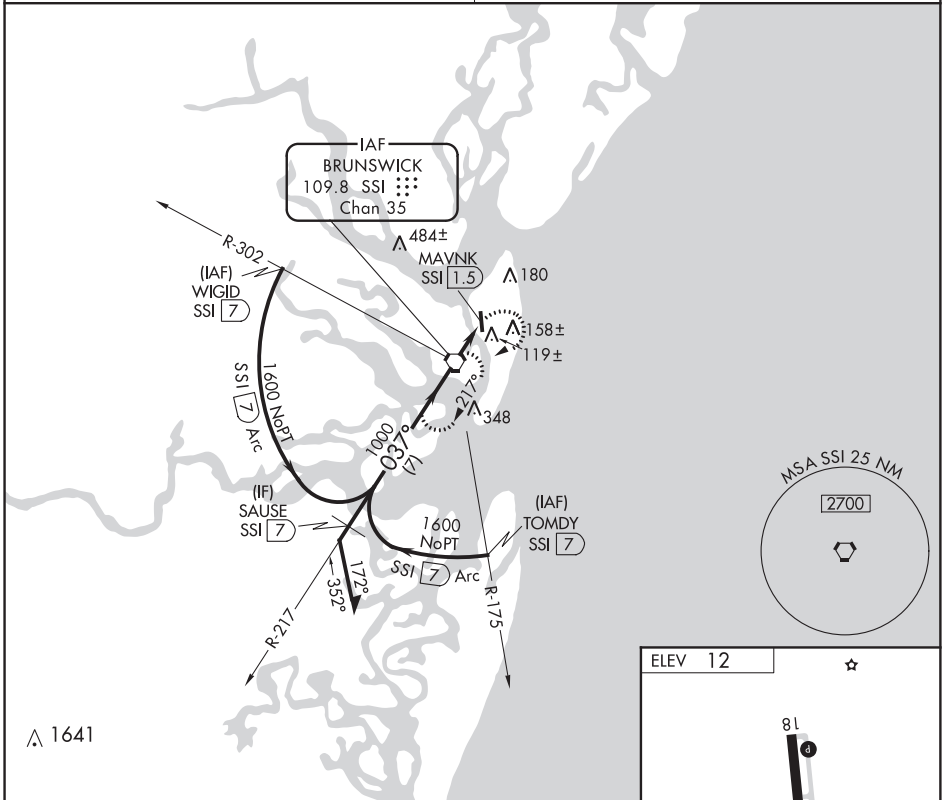 IAF
BRUNSWICK
109.8 SSI
Chan 35
R-302
484±
MAVNK
SSI 1.5
180
(IAF)
WIGID
SSI 7
158±
119±
1600 NoPT
SSI 7 Arc
217°
348
1000
037°
(7)
MSA SSI 25 NM
2700
(IF)
SAUSE
SSI 7
(IAF)
TOMDY
SSI 7
1600
NoPT
SSI 7 Arc
172°
352°
R-175
R-217
ELEV 12
18
P
1641